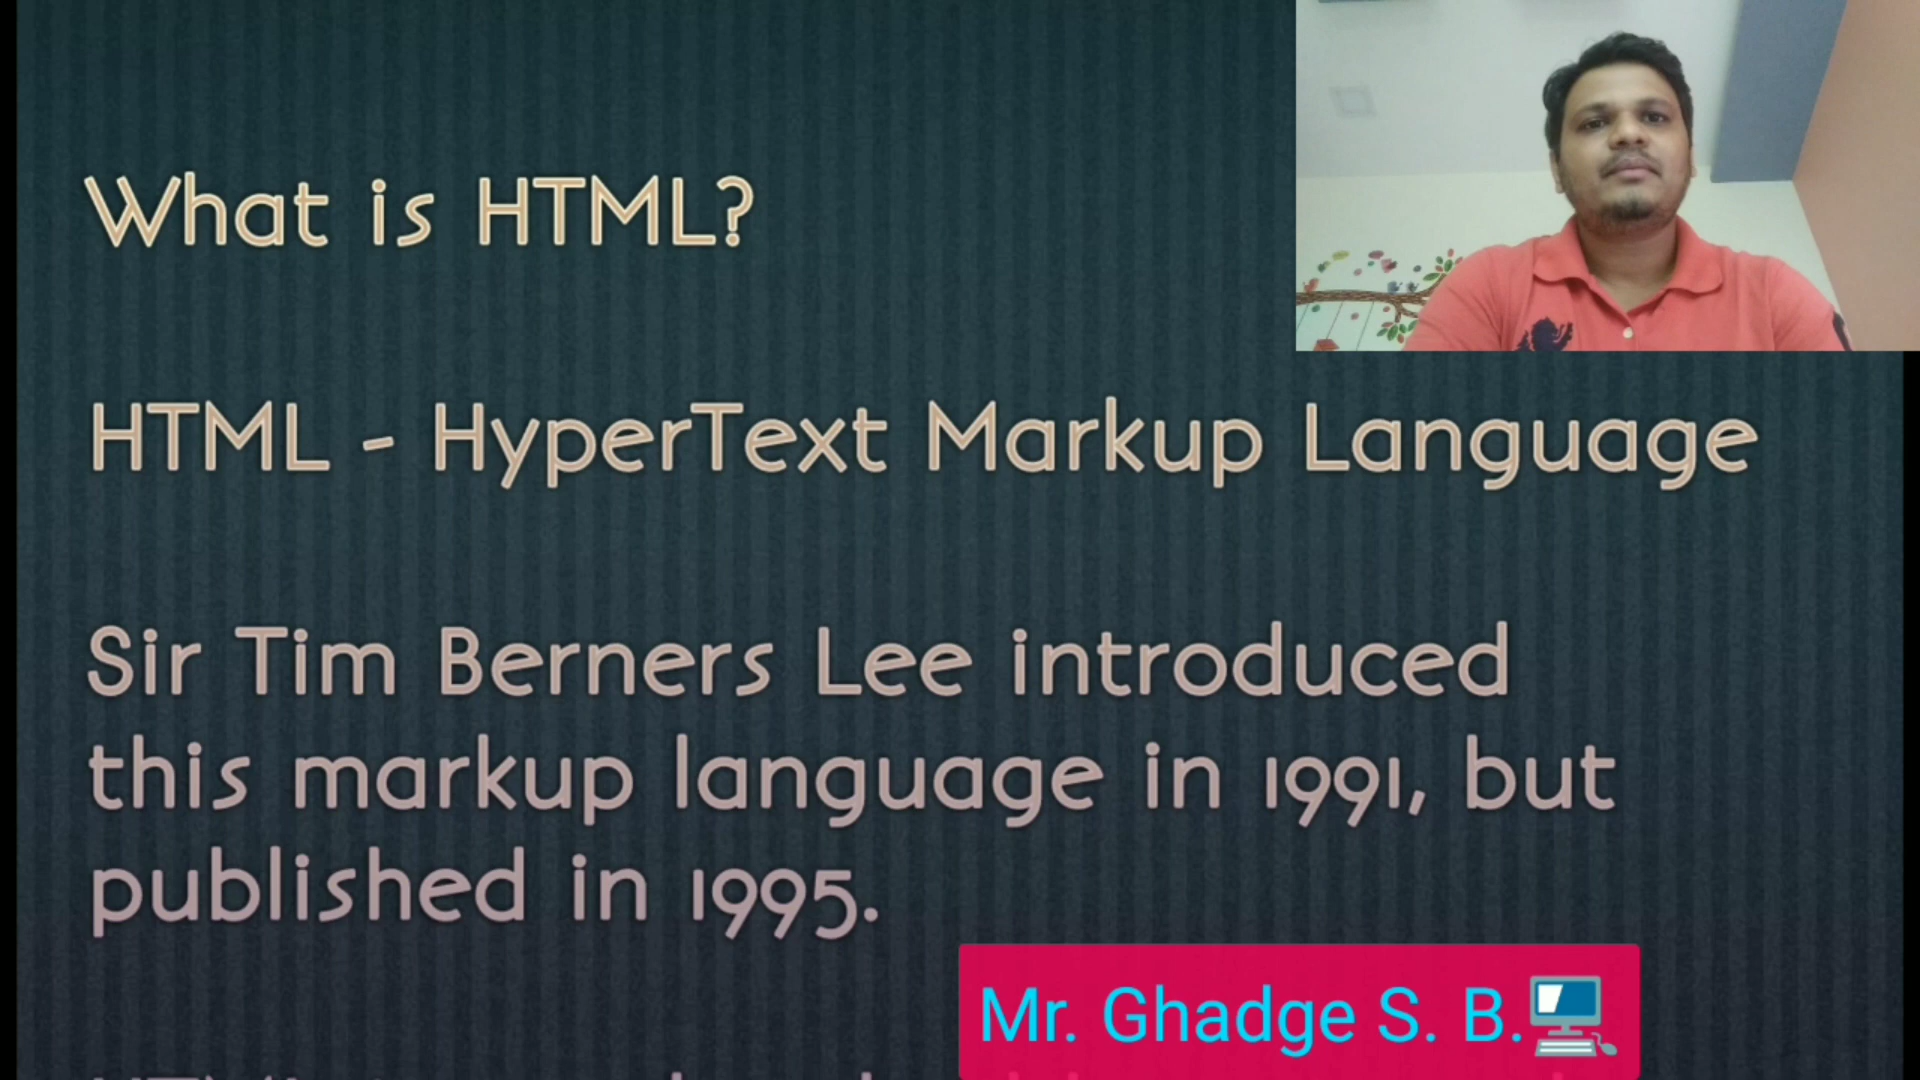 What is HTML?
HTML - HyperText Markup Language
Sir Tim Berners Lee introduced
this markup language in 1991, but
published in 1995.
Mr. Ghadge S. B.